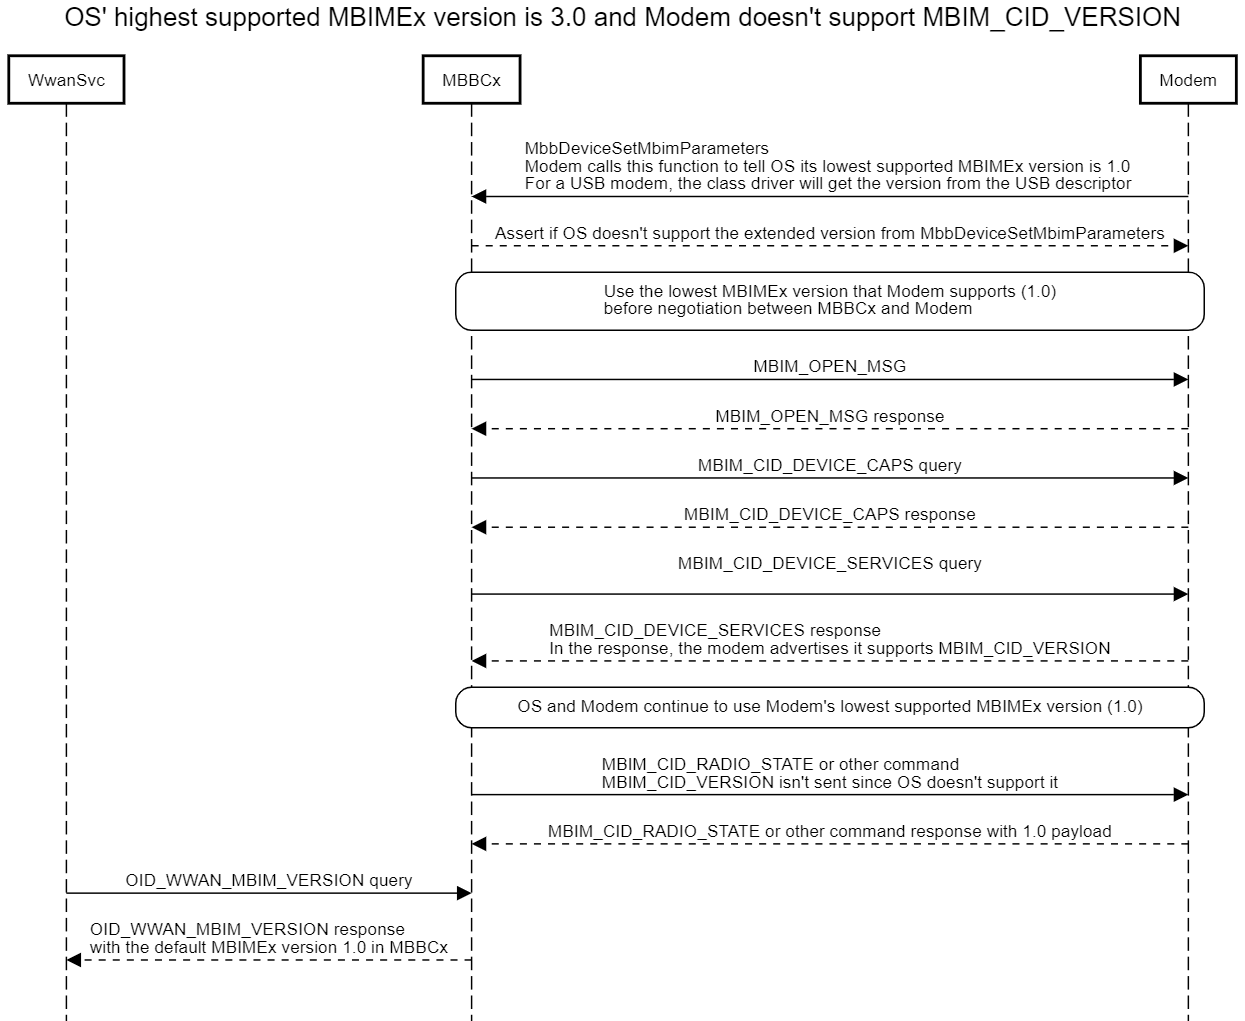 OS' highest supported MBIMEx version is 3.0 and Modem doesn't support MBIM_CID_VERSION
WwanSvc
MBBCx
Modem
MbbDeviceSetMbimParameters
Modem calls this function to tell OS its lowest supported MBIMEx version is 1.0
For a USB modem, the class driver will get the version from the USB descriptor
Assert if OS doesn't support the extended version from MbbDeviceSetMbimParameters
Use the lowest MBIMEx version that Modem supports (1.0)
before negotiation between MBBCx and Modem
MBIM_OPEN_MSG
MBIM_OPEN_MSG response
MBIM_CID_DEVICE_CAPS query
MBIM_CID_DEVICE_CAPS response
MBIM_CID_DEVICE_SERVICES query
MBIM_CID_DEVICE_SERVICES response
In the response, the modem advertises it supports MBIM_CID_VERSION
OS and Modem continue to use Modem's lowest supported MBIMEx version (1.0)
MBIM_CID_RADIO_STATE or other command
MBIM_CID_VERSION isn't sent since OS doesn't support it
MBIM_CID_RADIO_STATE or other command response with 1.0 payload
OID_WWAN_MBIM_VERSION query
OID_WWAN_MBIM_VERSION response
with the default MBIMEx version 1.0 in MBBCx